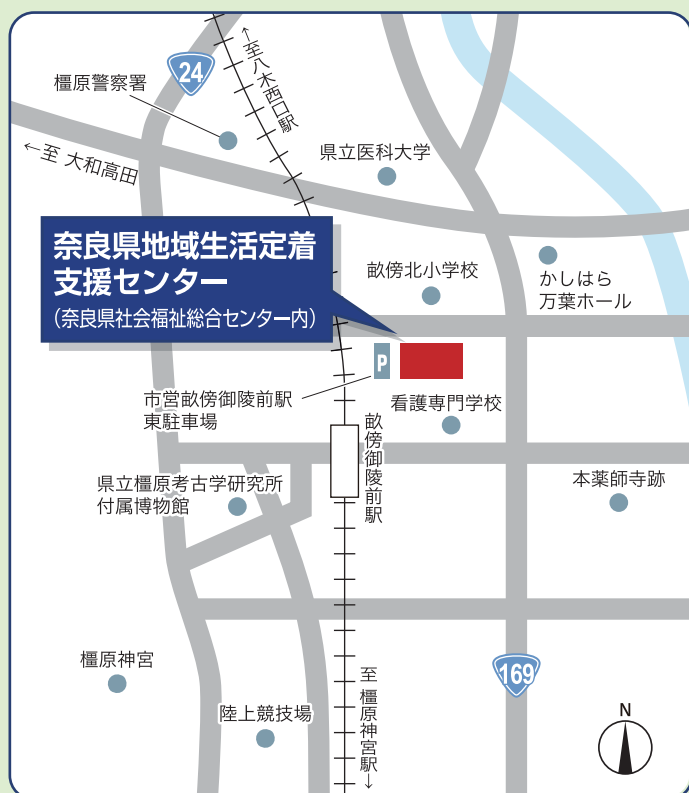 ←至八木西口駅
24
橿原警察署
県立医科大学
←至 大和高田
奈良県地域生活定着
支援センター
（奈良県社会福祉総合センター内）
畝傍北小学校
かしはら
万葉ホール
P
市営畝傍御陵前駅
東駐車場
看護専門学校
畝傍御陵前駅
県立橿原考古学研究所
付属博物館
本薬師寺跡
橿原神宮
169
至 橿原神宮駅→
陸上競技場
N